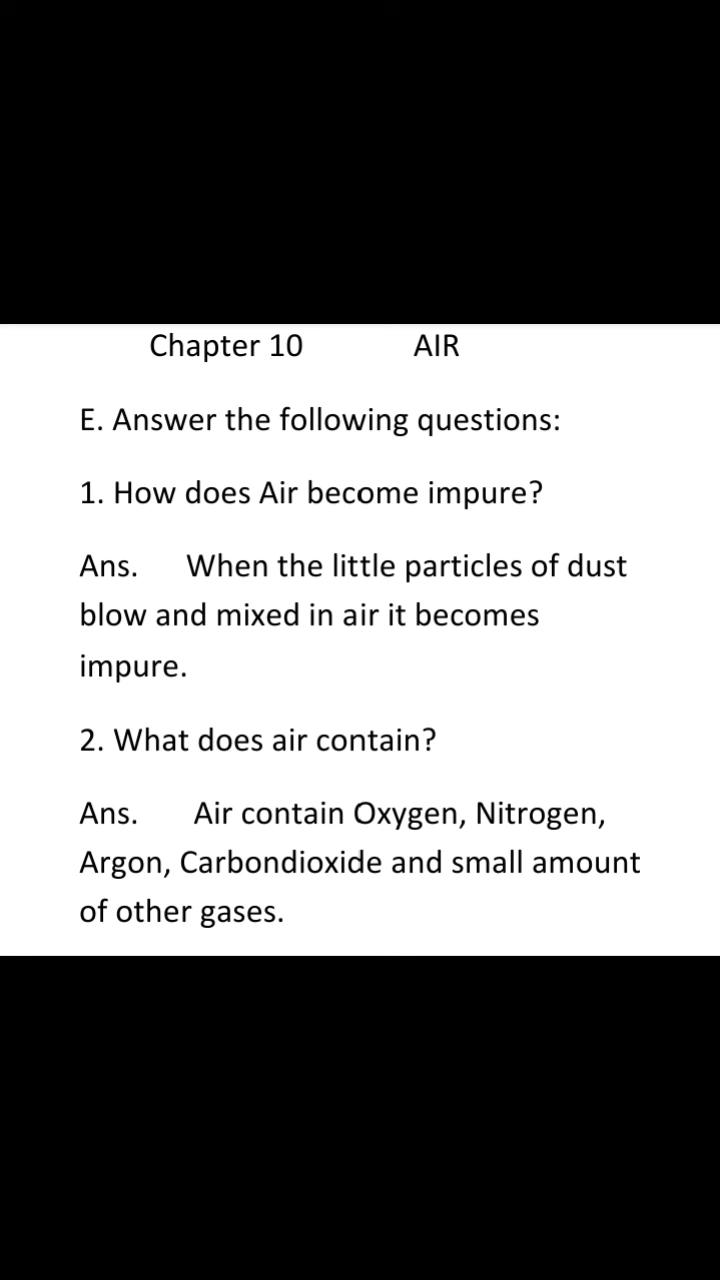 Chapter 10 AIR
E. Answer the following questions:
1. How does Air become impure?
Ans. When the little particles of dust
blow and mixed in air it becomes
impure.
2. What does air contain?
Ans. Air contain Oxygen, Nitrogen,
Argon, Carbondioxide and small amount
of other gases.